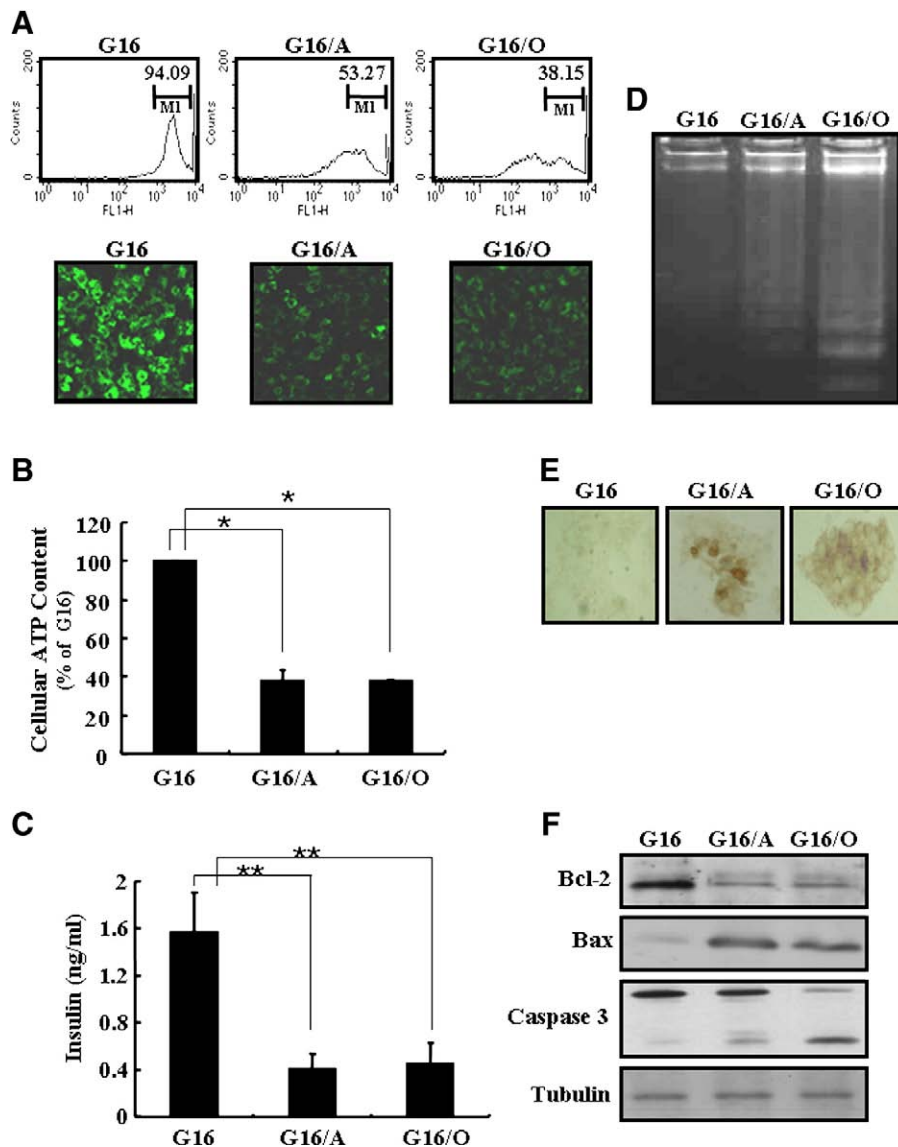 A
G16 G16/A G16/O
200 94.09 200 53.27 200 38.15
M1 M1 M1
Counts Counts Counts
0 0 0
10^0 10^1 10^2 10^3 10^4 10^0 10^1 10^2 10^3 10^4 10^0 10^1 10^2 10^3 10^4
FL1-H FL1-H FL1-H
G16 G16/A G16/O
B
Cellular ATP Content
(% of G16)
120
100
80
60
40
20
0
* *
G16 G16/A G16/O
C
Insulin (ng/ml)
2
1.6
1.2
0.8
0.4
0
** **
G16 G16/A G16/O
D
G16 G16/A G16/O
E
G16 G16/A G16/O
F
G16 G16/A G16/O
Bcl-2
Bax
Caspase 3
Tubulin